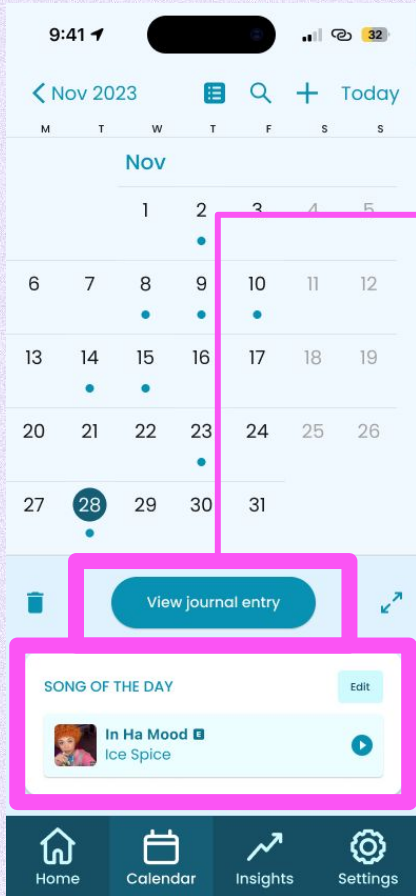 9:41 32
Nov 2023 Today
M T W T F S S
Nov
1 2 3 4 5
6 7 8 9 10 11 12
13 14 15 16 17 18 19
20 21 22 23 24 25 26
27 28 29 30 31
View journal entry
SONG OF THE DAY Edit
In Ha Mood E
Ice Spice
Home Calendar Insights Settings